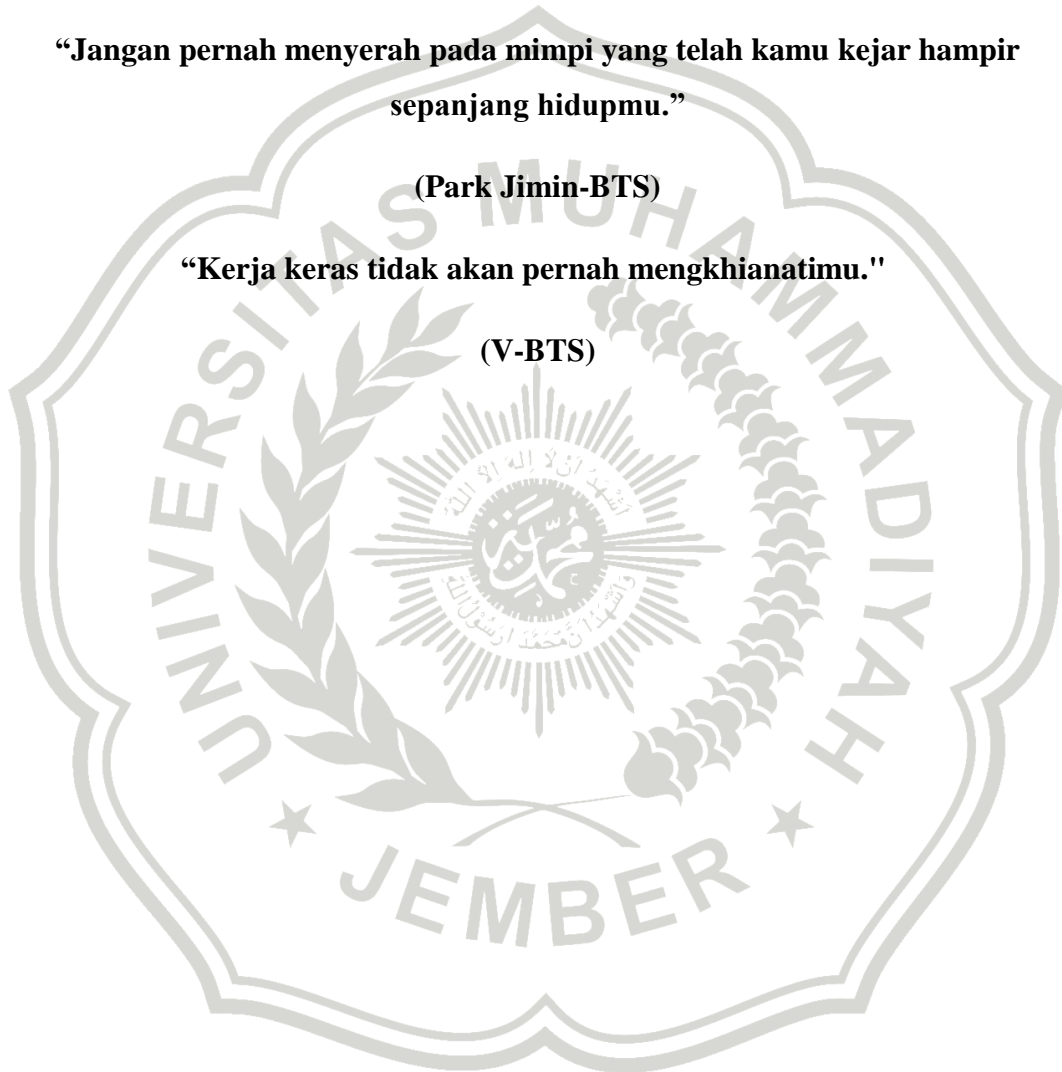 “Jangan pernah menyerah pada mimpi yang telah kamu kejar hampir
sepanjang hidupmu.”
(Park Jimin-BTS)
“Kerja keras tidak akan pernah mengkhianatimu."
(V-BTS)
UNIVERSITAS MUHAMMADIYAH
JEMBER